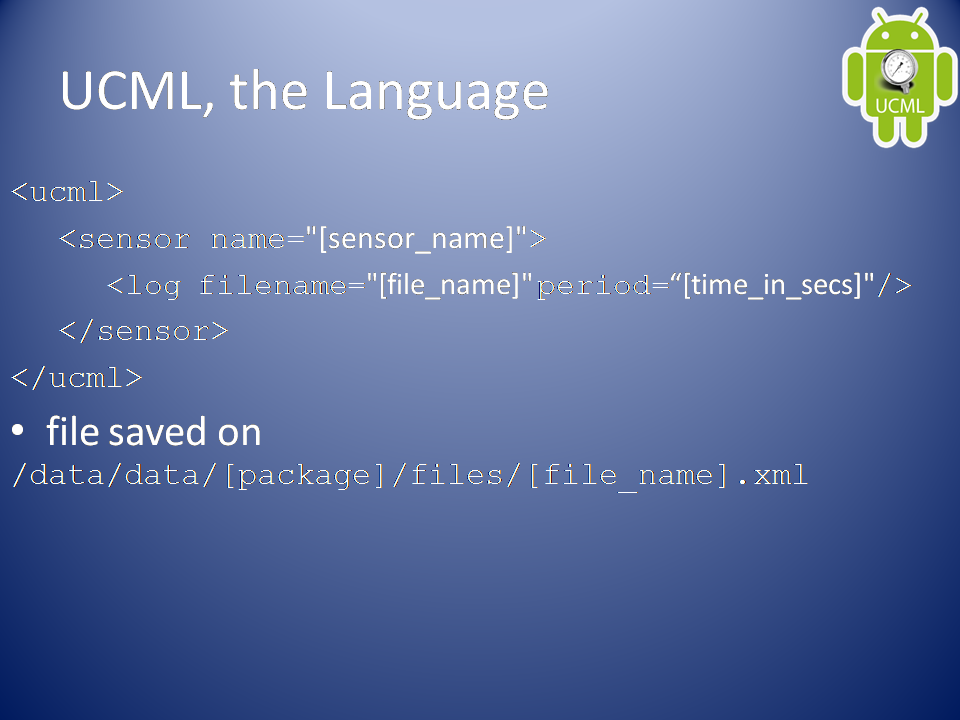 UCML, the Language
UCML
<ucml>
<sensor name="[sensor_name]">
<log filename="[file_name]"period=“[time_in_secs]"/>
</sensor>
</ucml>
• file saved on
/data/data/[package]/files/[file_name].xml